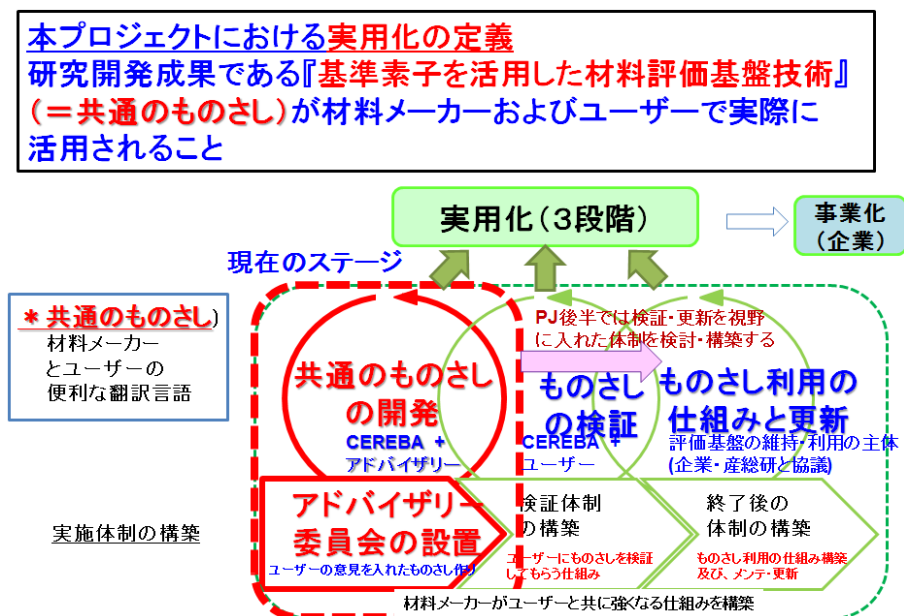 本プロジェクトにおける実用化の定義
研究開発成果である『基準素子を活用した材料評価基盤技術』
(=共通のものさし)が材料メーカーおよびユーザーで実際に
活用されること
実用化(3段階)
事業化
(企業)
現在のステージ
*共通のものさし)
材料メーカー
とユーザーの
便利な翻訳言語
PJ後半では検証・更新を視野
に入れた体制を検討・構築する
共通のものさし
の開発
CEREBA +
アドバイザリー
ものさし
の検証
CEREBA +
ユーザー
ものさし利用の
仕組みと更新
評価基盤の維持・利用の主体
(企業・産総研と協議)
実施体制の構築
アドバイザリー
委員会の設置
ユーザーの意見を入れたものさし作り
検証体制
の構築
ユーザーにものさしを検証
してもらう仕組み
終了後の
体制の構築
ものさし利用の仕組み構築
及び、メンテ・更新
材料メーカーがユーザーと共に強くなる仕組みを構築